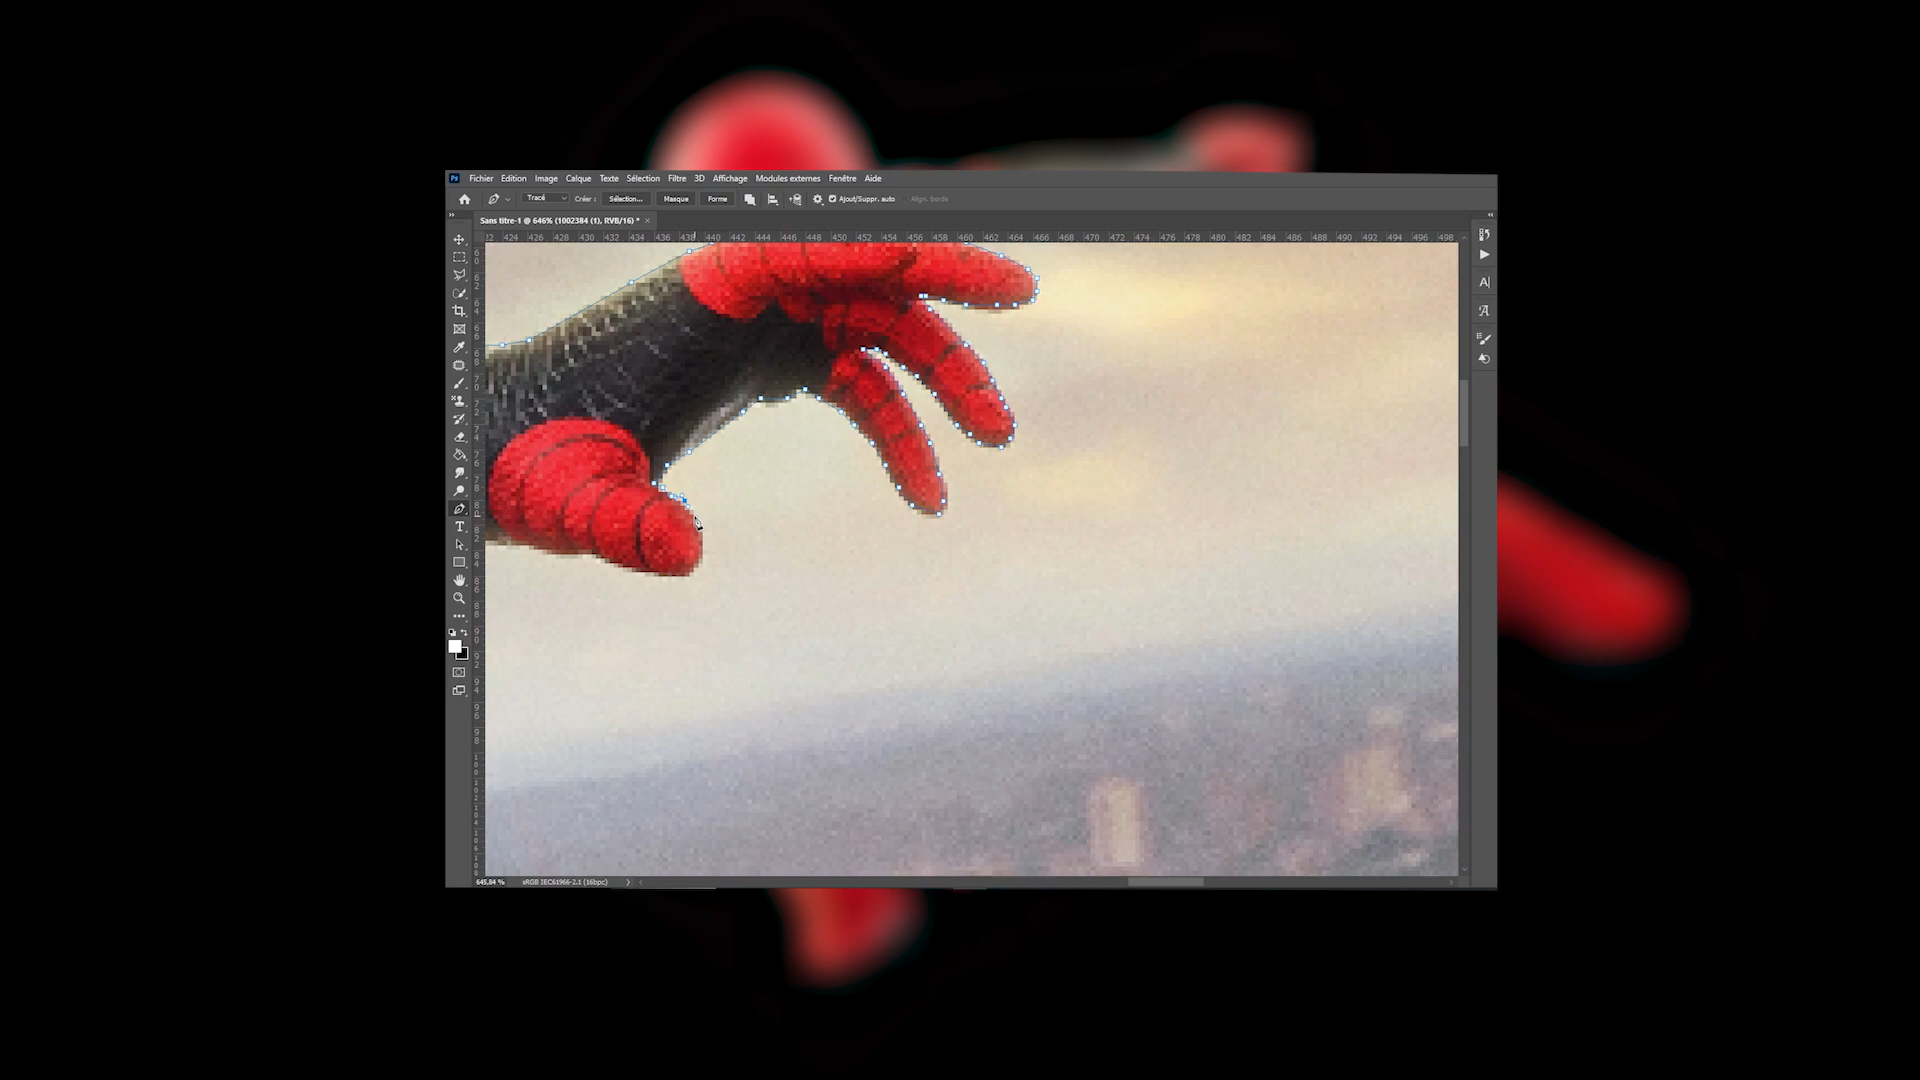 Ps Fichier Edition Image Calque Texte Sélection Filtre 3D Affichage Modules externes Fenêtre Aide
Tracé Créer : Sélection... Masque Forme Ajout/Suppr. auto Align. bords
Sans titre-1 @ 646% (1002384 (1), RVB/16) * ×
424 426 428 430 432 434 436 438 440 442 444 446 448 450 452 454 456 458 460 462 464 466 468 470 472 474 476 478 480 482 484 486 488 490 492 494 496 498
645,84 % sRGB IEC61966-2.1 (16bpc)